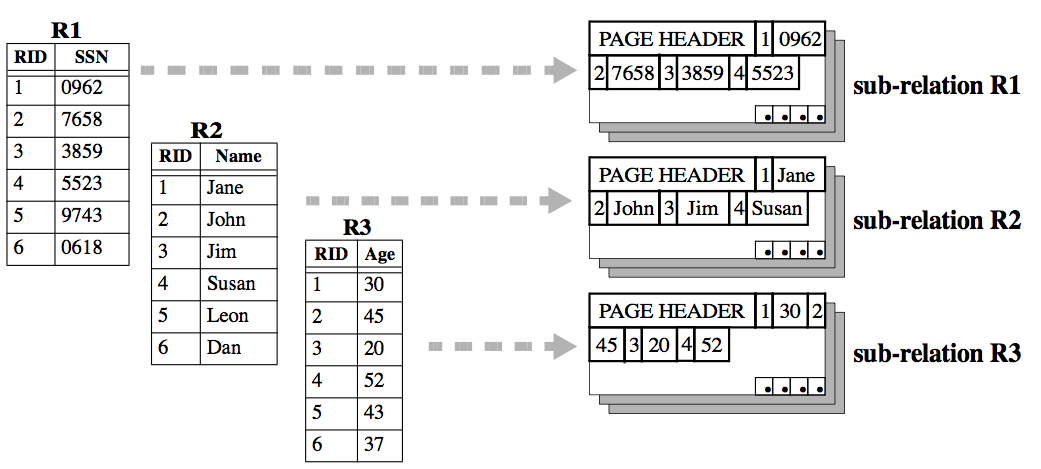 R1
RID SSN
1 0962
2 7658
3 3859
4 5523
5 9743
6 0618
R2
RID Name
1 Jane
2 John
3 Jim
4 Susan
5 Leon
6 Dan
R3
RID Age
1 30
2 45
3 20
4 52
5 43
6 37
PAGE HEADER 1 0962
2 7658 3 3859 4 5523
sub-relation R1
PAGE HEADER 1 Jane
2 John 3 Jim 4 Susan
sub-relation R2
PAGE HEADER 1 30 2
45 3 20 4 52
sub-relation R3